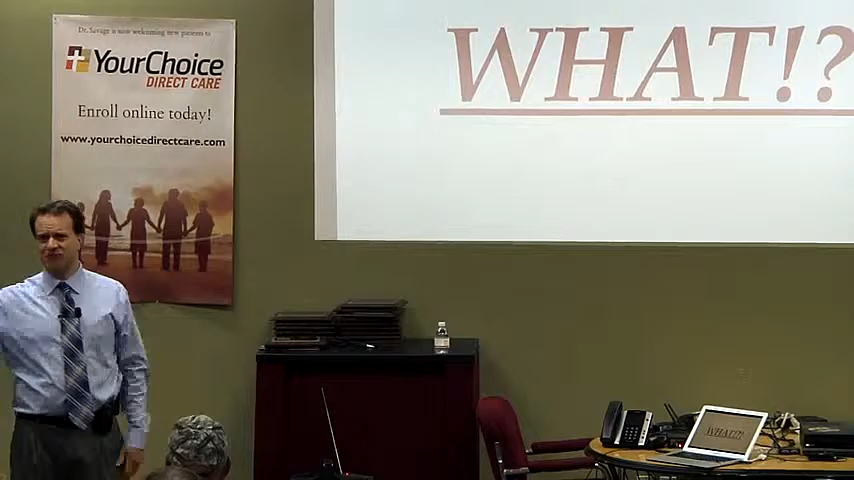 Dr. Savage is now welcoming new patients to
YourChoice
DIRECT CARE
Enroll online today!
www.yourchoicedirectcare.com
WHAT!?
WHAT!?